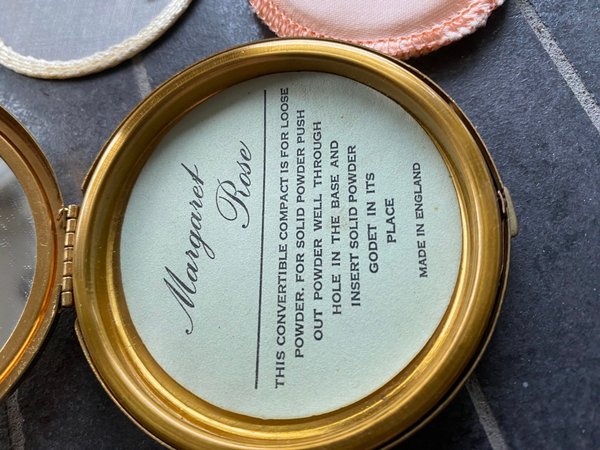 Margaret
Rose
THIS CONVERTIBLE COMPACT IS FOR LOOSE
POWDER. FOR SOLID POWDER PUSH
OUT POWDER WELL THROUGH
HOLE IN THE BASE AND
INSERT SOLID POWDER
GODET IN ITS
PLACE
MADE IN ENGLAND